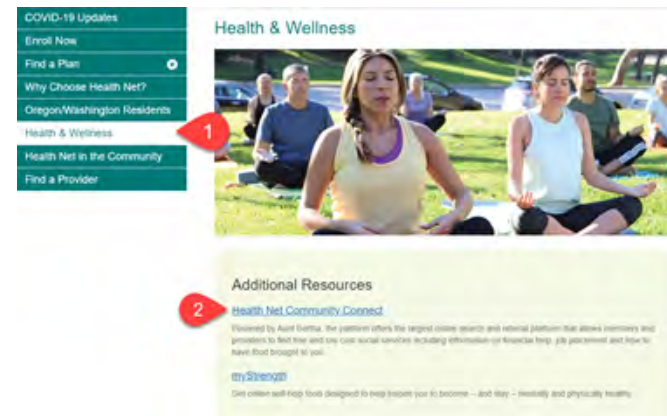 COVID-19 Updates
Enroll Now
Find a Plan
Why Choose Health Net?
Oregon/Washington Residents
Health & Wellness
Health Net in the Community
Find a Provider
1
Health & Wellness
Additional Resources
2
Health Net Community Connect
Powered by Aunt Bertha, the platform offers the largest online search and referral platform that allows members and
providers to find free and low cost social services including information on financial help, job placement and how to
have food brought to you.
myStrength
Get online self-help tools designed to help you to become – and stay – mentally and physically healthy.